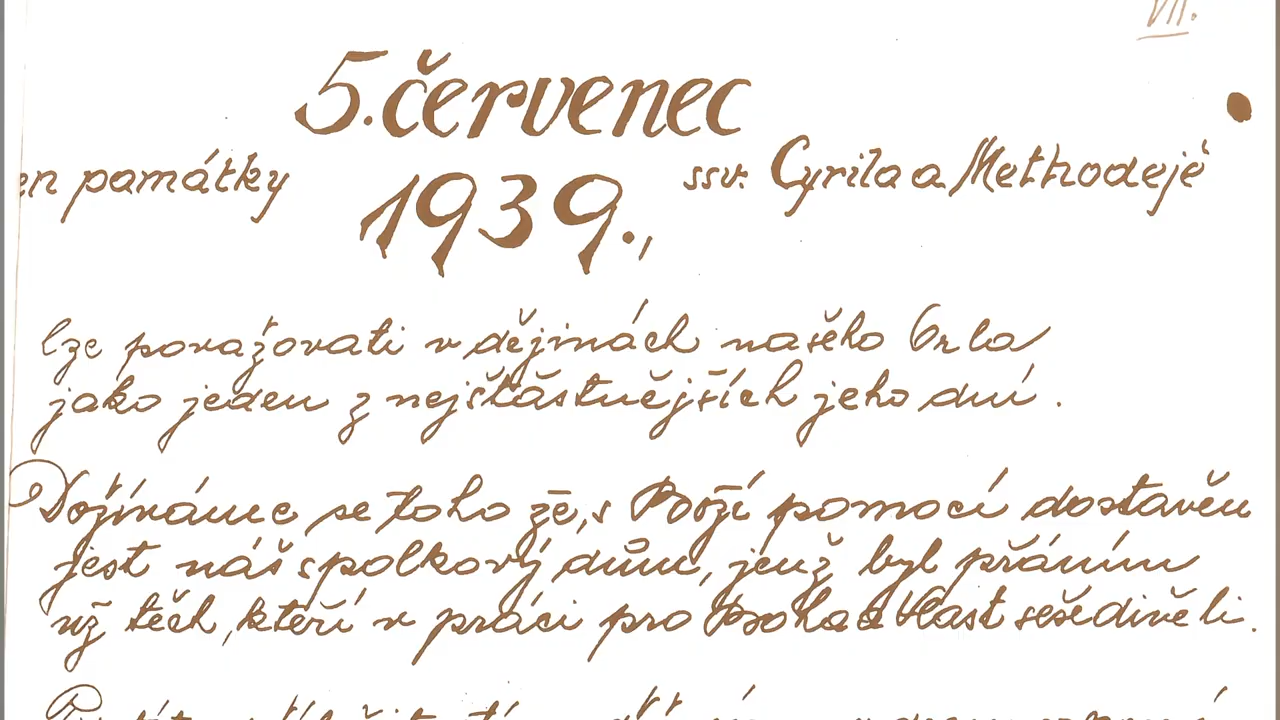 VII.
5. červenec
památky 1939., ssv. Cyrila a Methoděje
lze považovati v dějinách našeho Orla
jako jeden z nejšťastnějších jeho dní.
Dožíváme se toho že, s Boží pomocí dostavěn
jest náš spolkový dům, jenž byl přáním
už těch, kteří v práci pro Boha a Vlast sešedivěli.